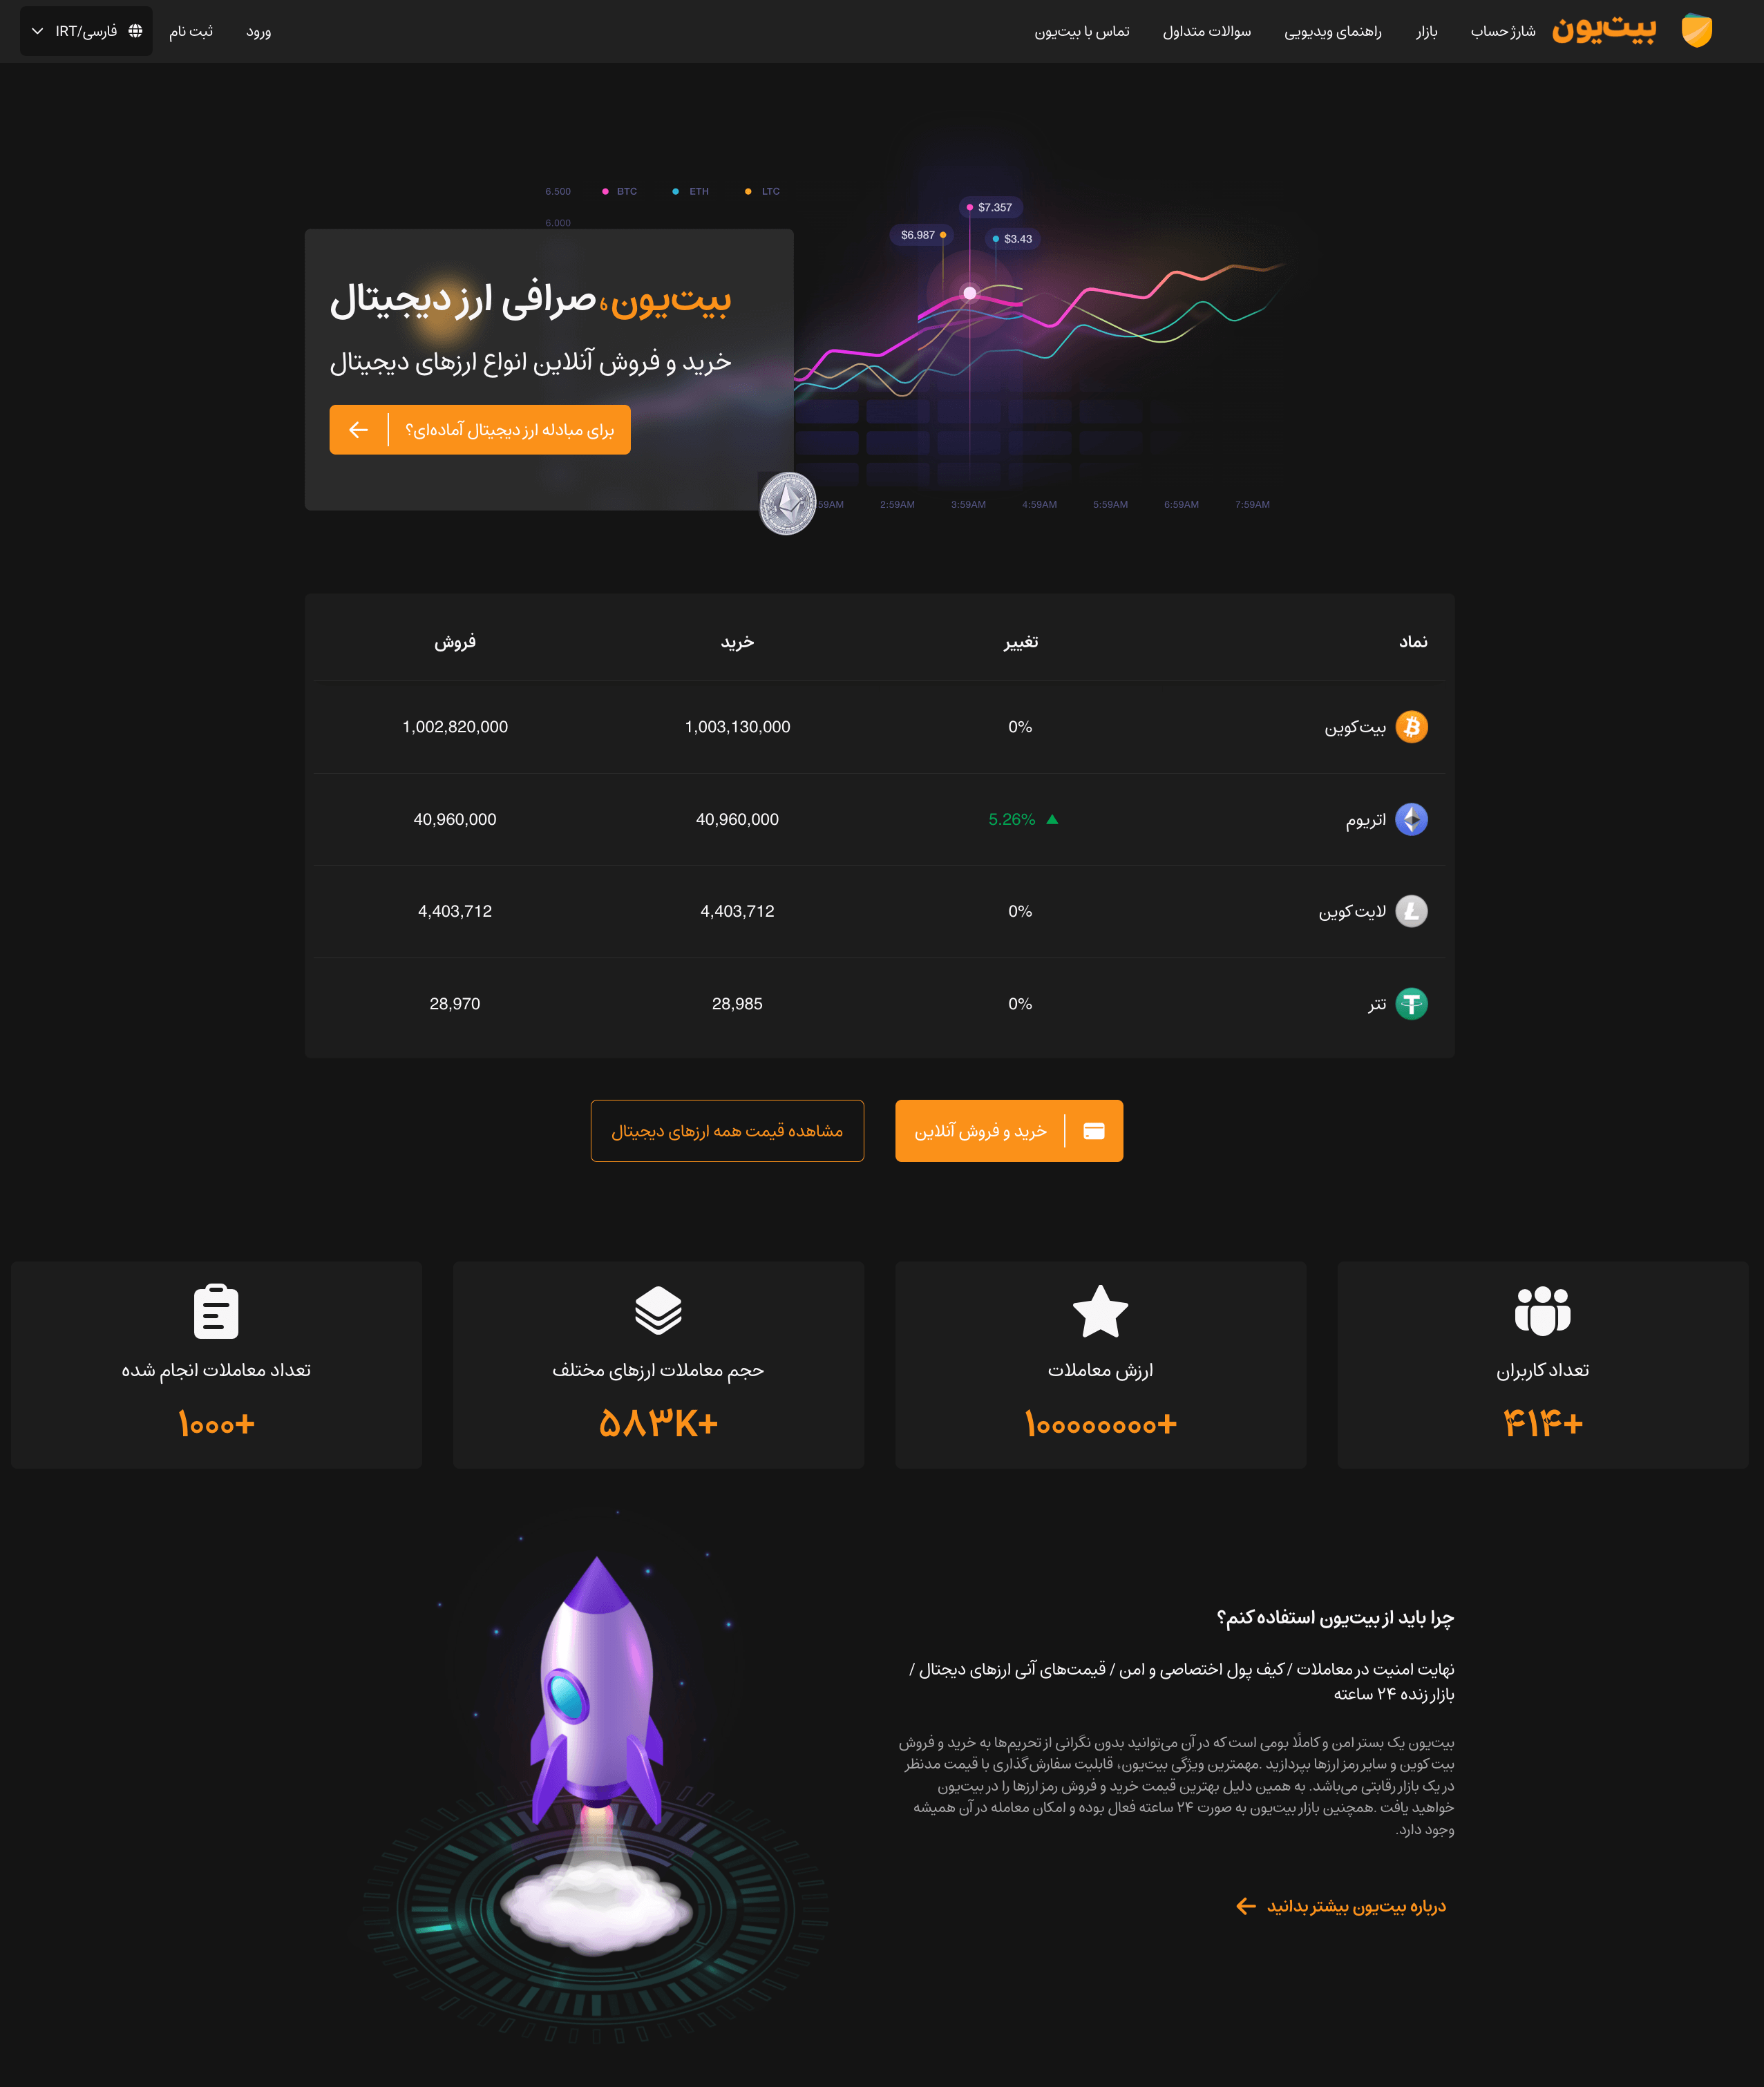 بیت‌یون
شارژ حساب
بازار
راهنمای ویدیویی
سوالات متداول
تماس با بیت‌یون
ورود
ثبت نام
فارسی/IRT
6.500
BTC
ETH
LTC
6.000
$7.357
$6.987
$3.43
بیت‌یون، صرافی ارز دیجیتال
خرید و فروش آنلاین انواع ارزهای دیجیتال
برای مبادله ارز دیجیتال آماده‌ای؟
59AM
2:59AM
3:59AM
4:59AM
5:59AM
6:59AM
7:59AM
نماد تغییر خرید فروش
بیت کوین 0% 1,003,130,000 1,002,820,000
اتریوم 5.26% 40,960,000 40,960,000
لایت کوین 0% 4,403,712 4,403,712
تتر 0% 28,985 28,970
خرید و فروش آنلاین
مشاهده قیمت همه ارزهای دیجیتال
تعداد کاربران
۴۱۴+
ارزش معاملات
۱۰۰۰۰۰۰۰۰۰+
حجم معاملات ارزهای مختلف
۵۸۳K+
تعداد معاملات انجام شده
۱۰۰۰+
چرا باید از بیت‌یون استفاده کنم؟
نهایت امنیت در معاملات / کیف پول اختصاصی و امن / قیمت‌های آنی ارزهای دیجتال /
بازار زنده ۲۴ ساعته
بیت‌یون یک بستر امن و کاملًا بومی است که در آن می‌توانید بدون نگرانی از تحریم‌ها به خرید و فروش
بیت کوین و سایر رمز ارزها بپردازید .مهمترین ویژگی بیت‌یون، قابلیت سفارش‌گذاری با قیمت مدنظر
در یک بازار رقابتی می‌باشد. به همین دلیل بهترین قیمت خرید و فروش رمز ارزها را در بیت‌یون
خواهید یافت .همچنین بازار بیت‌یون به صورت ۲۴ ساعته فعال بوده و امکان معامله در آن همیشه
وجود دارد.
درباره بیت‌یون بیشتر بدانید